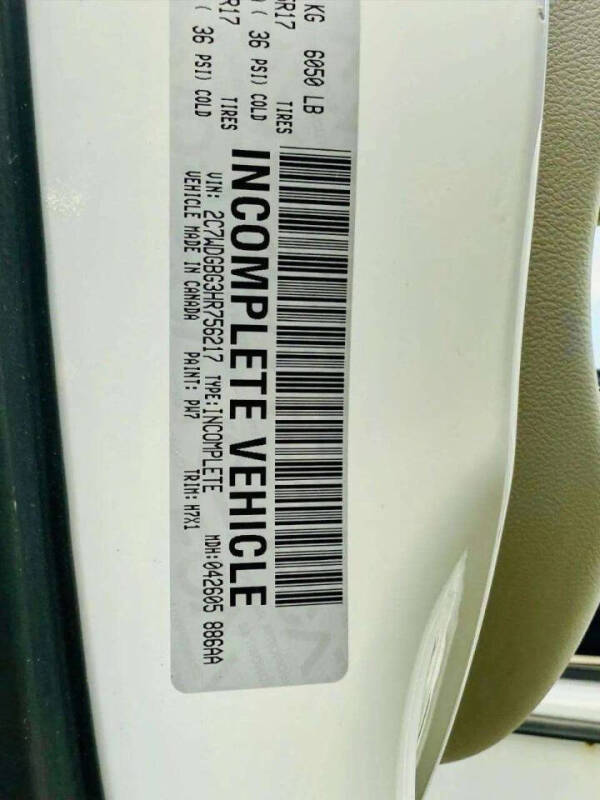 KG 6050 LB
SR17 TIRES
( 36 PSI) COLD
R17 TIRES
( 36 PSI) COLD
INCOMPLETE VEHICLE
VIN: 2C7WDGBG3HR756217 TYPE: INCOMPLETE MDH: 042605 886AA
VEHICLE MADE IN CANADA PAINT: PW7 TRIM: H7X1